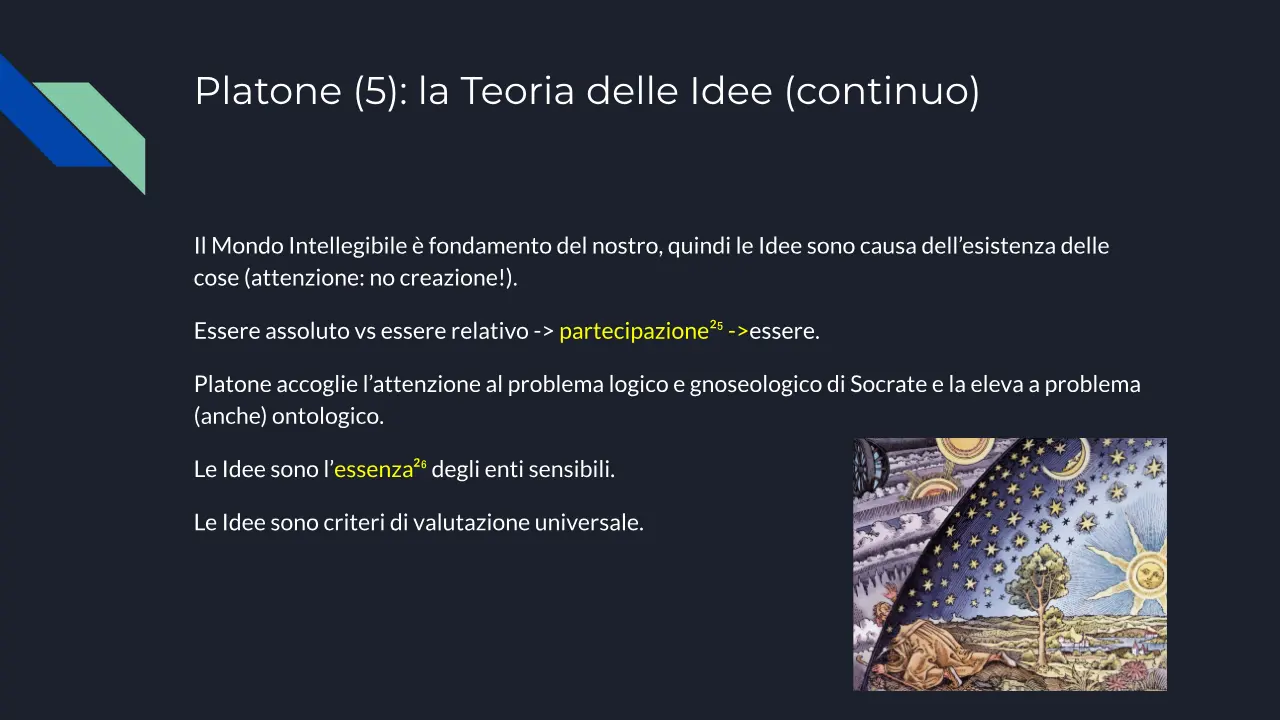 Platone (5): la Teoria delle Idee (continuo)
Il Mondo Intellegibile è fondamento del nostro, quindi le Idee sono causa dell’esistenza delle
cose (attenzione: no creazione!).
Essere assoluto vs essere relativo -> partecipazione²⁵ ->essere.
Platone accoglie l’attenzione al problema logico e gnoseologico di Socrate e la eleva a problema
(anche) ontologico.
Le Idee sono l’essenza²⁶ degli enti sensibili.
Le Idee sono criteri di valutazione universale.